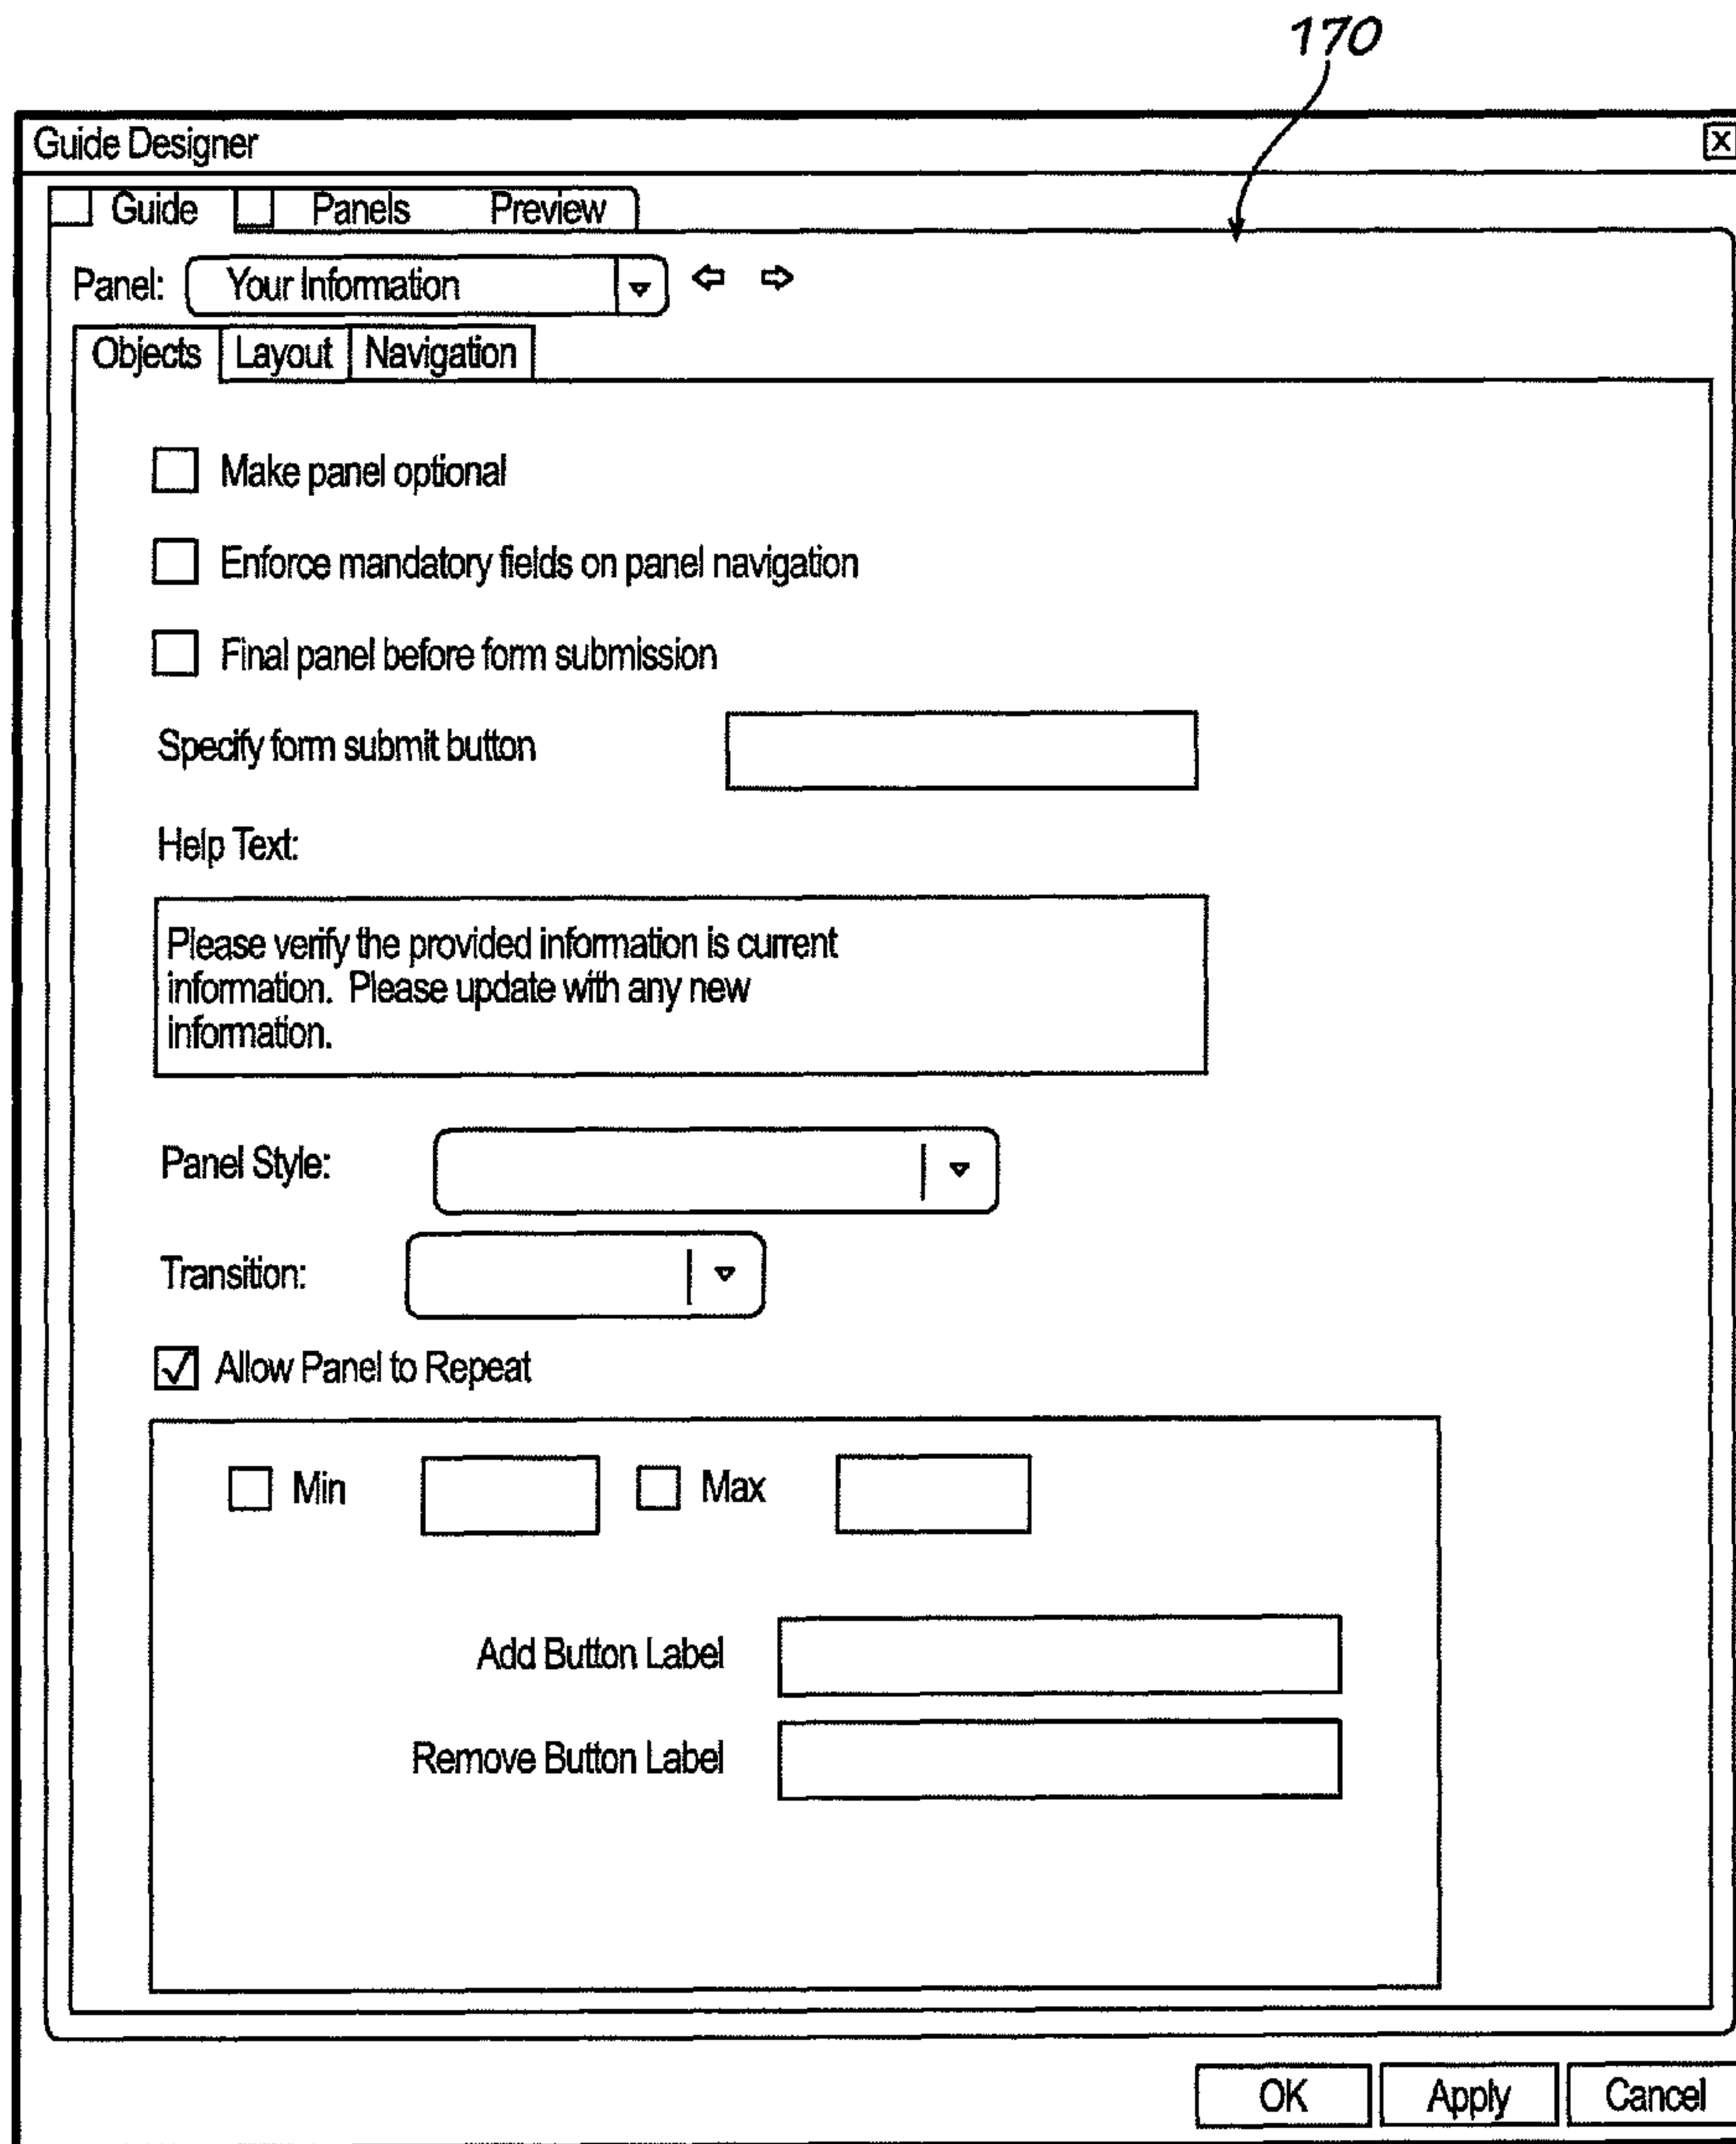 170
Guide Designer X
Guide Panels Preview
Panel: Your Information
Objects Layout Navigation
Make panel optional
Enforce mandatory fields on panel navigation
Final panel before form submission
Specify form submit button
Help Text:
Please verify the provided information is current
information. Please update with any new
information.
Panel Style:
Transition:
Allow Panel to Repeat
Min Max
Add Button Label
Remove Button Label
OK Apply Cancel